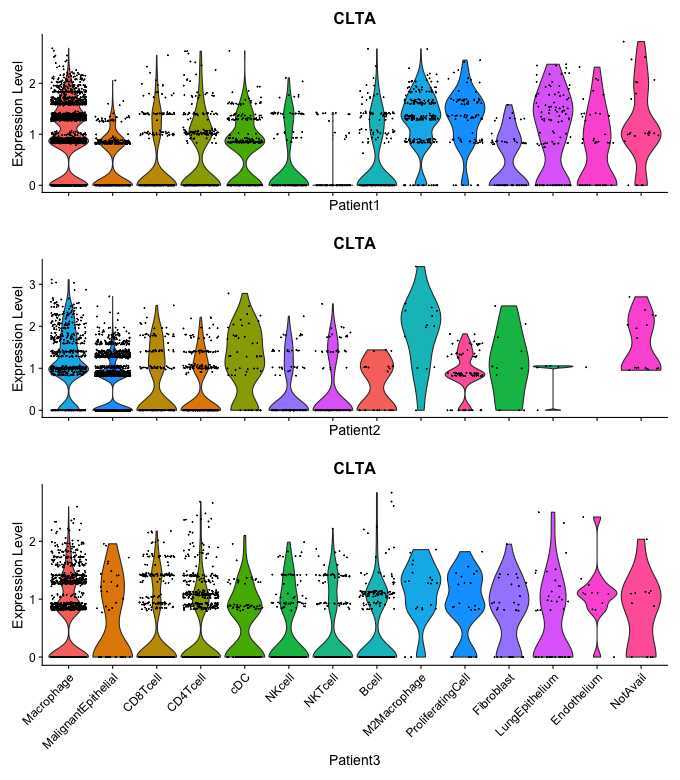 CLTA
Expression Level
2
1
0
Patient1
CLTA
Expression Level
3
2
1
0
Patient2
CLTA
Expression Level
2
1
0
Macrophage
MalignantEpithelial
CD8Tcell
CD4Tcell
cDC
NKcell
NKTcell
Bcell
M2Macrophage
ProliferatingCell
Fibroblast
LungEpithelium
Endothelium
NotAvail
Patient3